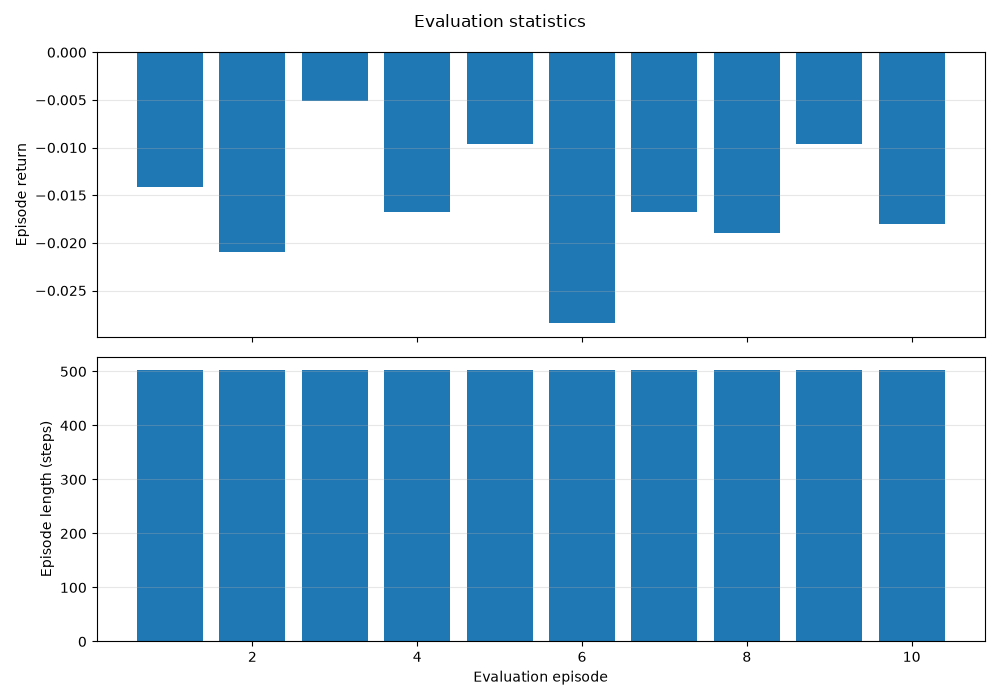 Evaluation statistics
0.000
−0.005
−0.010
−0.015
−0.020
−0.025
Episode return
500
400
300
200
100
0
Episode length (steps)
2 4 6 8 10
Evaluation episode